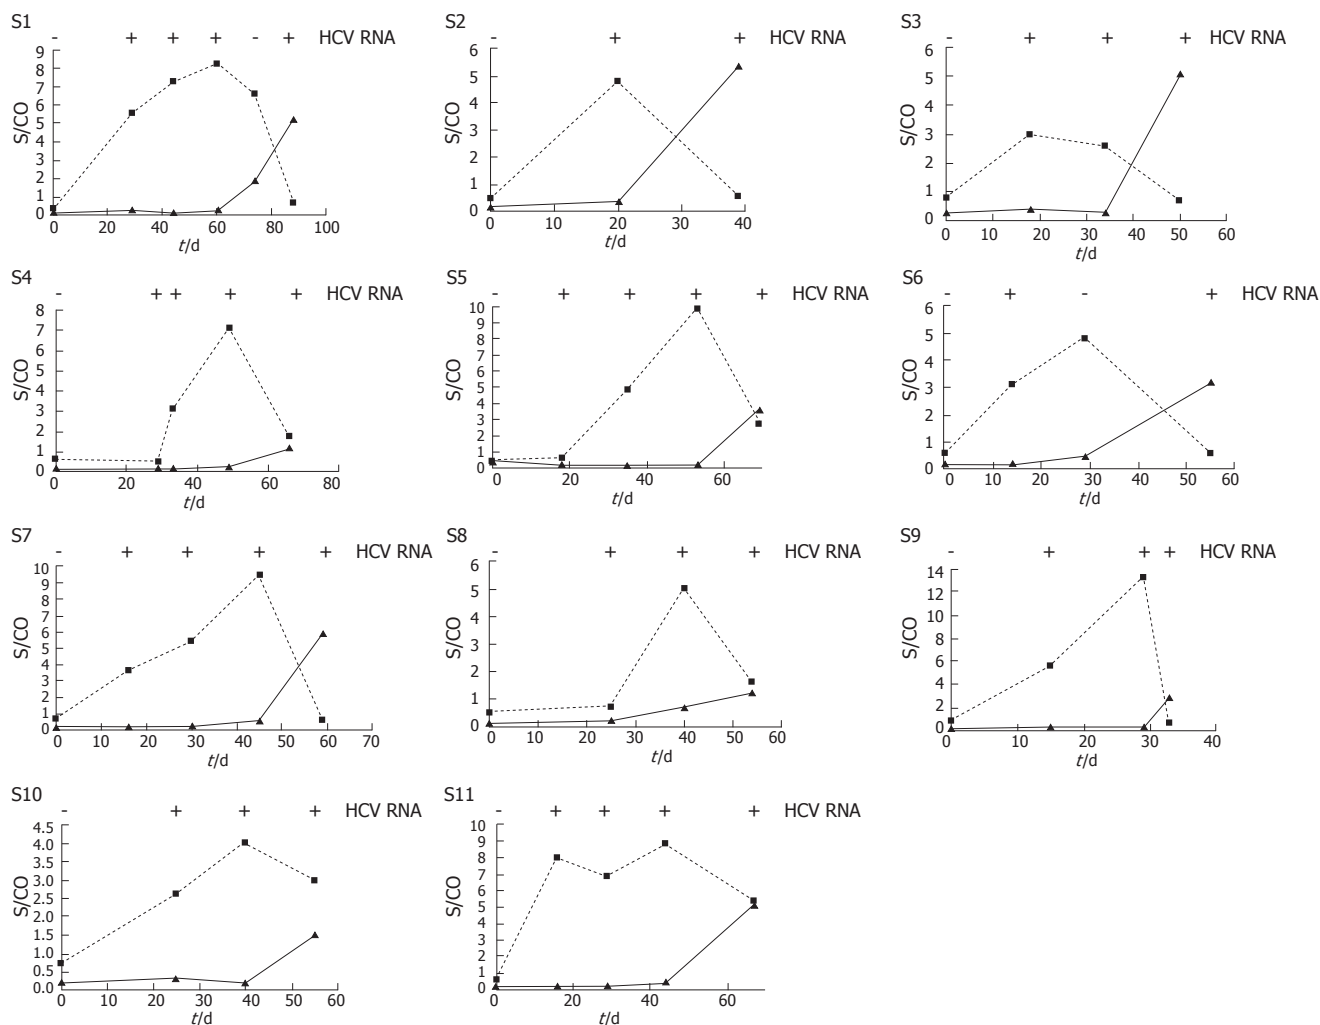 S1
- + + + - + HCV RNA
9
8
7
6
5
4
3
2
1
0
S/CO
0 20 40 60 80 100
t/d
S2
- + + HCV RNA
6
5
4
3
2
1
0
S/CO
0 10 20 30 40
t/d
S3
- + + + HCV RNA
6
5
4
3
2
1
0
S/CO
0 10 20 30 40 50 60
t/d
S4
- + + + + HCV RNA
8
7
6
5
4
3
2
1
0
S/CO
0 20 40 60 80
t/d
S5
- + + + + HCV RNA
10
9
8
7
6
5
4
3
2
1
0
S/CO
0 20 40 60
t/d
S6
- + - + HCV RNA
6
5
4
3
2
1
0
S/CO
0 10 20 30 40 50 60
t/d
S7
- + + + + HCV RNA
10
9
8
7
6
5
4
3
2
1
0
S/CO
0 10 20 30 40 50 60 70
t/d
S8
- + + + HCV RNA
6
5
4
3
2
1
0
S/CO
0 10 20 30 40 50 60
t/d
S9
- + + + HCV RNA
14
12
10
8
6
4
2
0
S/CO
0 10 20 30 40
t/d
S10
- + + + HCV RNA
4.5
4.0
3.5
3.0
2.5
2.0
1.5
1.0
0.5
0.0
S/CO
0 10 20 30 40 50 60
t/d
S11
- + + + + HCV RNA
10
9
8
7
6
5
4
3
2
1
0
S/CO
0 20 40 60
t/d